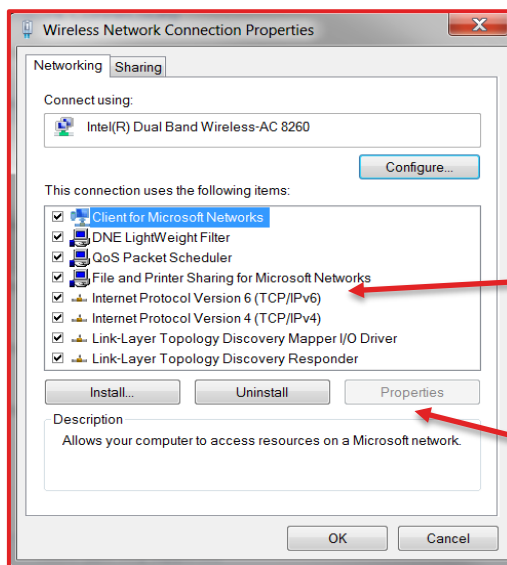 Wireless Network Connection Properties
Networking
Sharing
Connect using:
Intel(R) Dual Band Wireless-AC 8260
Configure...
This connection uses the following items:
Client for Microsoft Networks
DNE LightWeight Filter
QoS Packet Scheduler
File and Printer Sharing for Microsoft Networks
Internet Protocol Version 6 (TCP/IPv6)
Internet Protocol Version 4 (TCP/IPv4)
Link-Layer Topology Discovery Mapper I/O Driver
Link-Layer Topology Discovery Responder
Install... Uninstall Properties
Description
Allows your computer to access resources on a Microsoft network.
OK Cancel